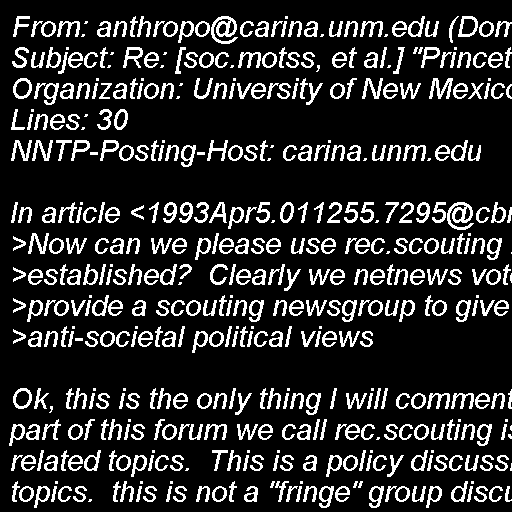 From: anthropo@carina.unm.edu (Dom
Subject: Re: [soc.motss, et al.] "Princet
Organization: University of New Mexico
Lines: 30
NNTP-Posting-Host: carina.unm.edu

In article <1993Apr5.011255.7295@cbn
>Now can we please use rec.scouting
>established?  Clearly we netnews vot
>provide a scouting newsgroup to give
>anti-societal political views

Ok, this is the only thing I will comment
part of this forum we call rec.scouting is
related topics.  This is a policy discuss
topics.  this is not a "fringe" group discu